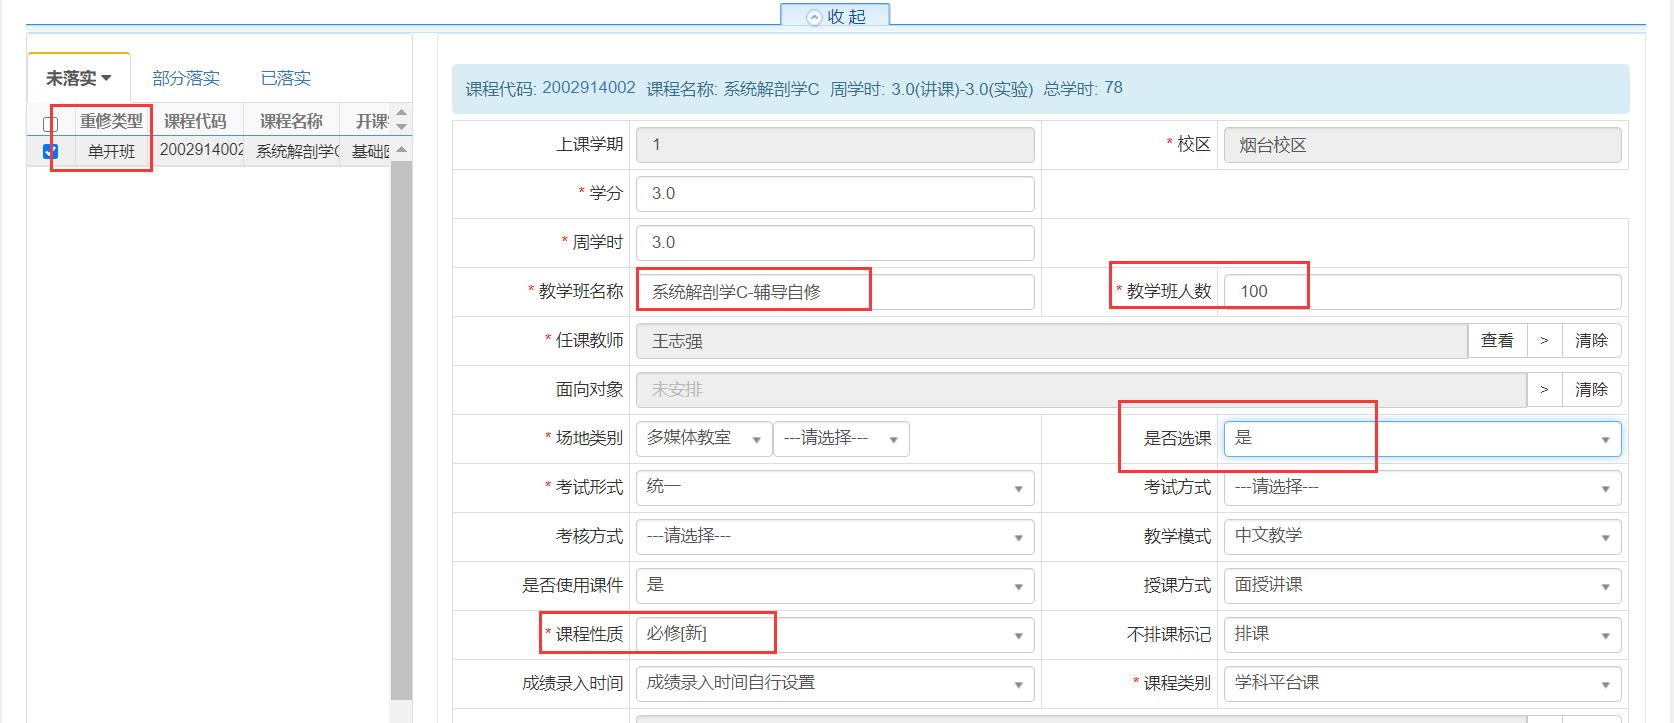 收 起
未落实 部分落实 已落实
重修类型 课程代码 课程名称 开课
单开班 2002914002 系统解剖学C 基础医
课程代码: 2002914002 课程名称: 系统解剖学C 周学时: 3.0(讲课)-3.0(实验) 总学时: 78
上课学期 1 * 校区 烟台校区
* 学分 3.0
* 周学时 3.0
* 教学班名称 系统解剖学C-辅导自修 * 教学班人数 100
* 任课教师 王志强 查看 > 清除
面向对象 未安排 > 清除
* 场地类别 多媒体教室 ---请选择--- 是否选课 是
* 考试形式 统一 考试方式 ---请选择---
考核方式 ---请选择--- 教学模式 中文教学
是否使用课件 是 授课方式 面授讲课
* 课程性质 必修[新] 不排课标记 排课
成绩录入时间 成绩录入时间自行设置 * 课程类别 学科平台课